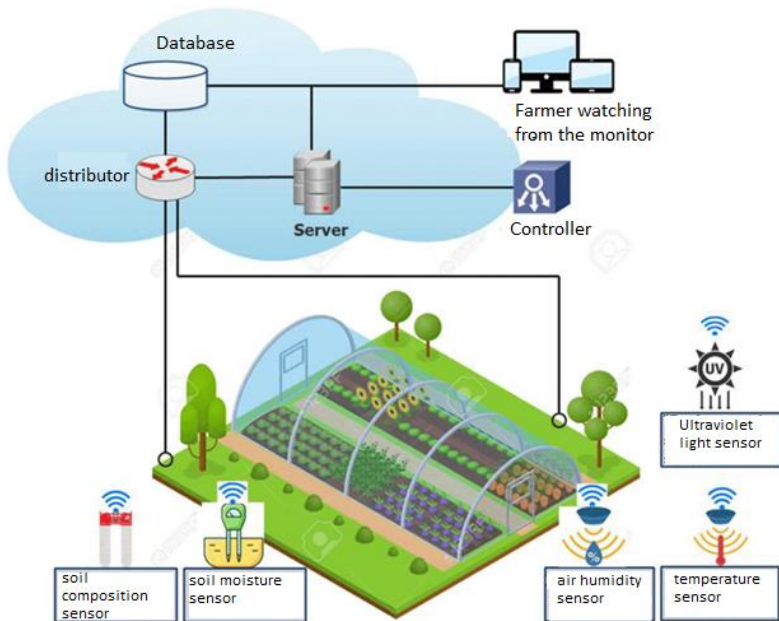 Database
Farmer watching
from the monitor
distributor
Server
Controller
UV
Ultraviolet
light sensor
soil
composition
sensor
soil moisture
sensor
%
air humidity
sensor
temperature
sensor